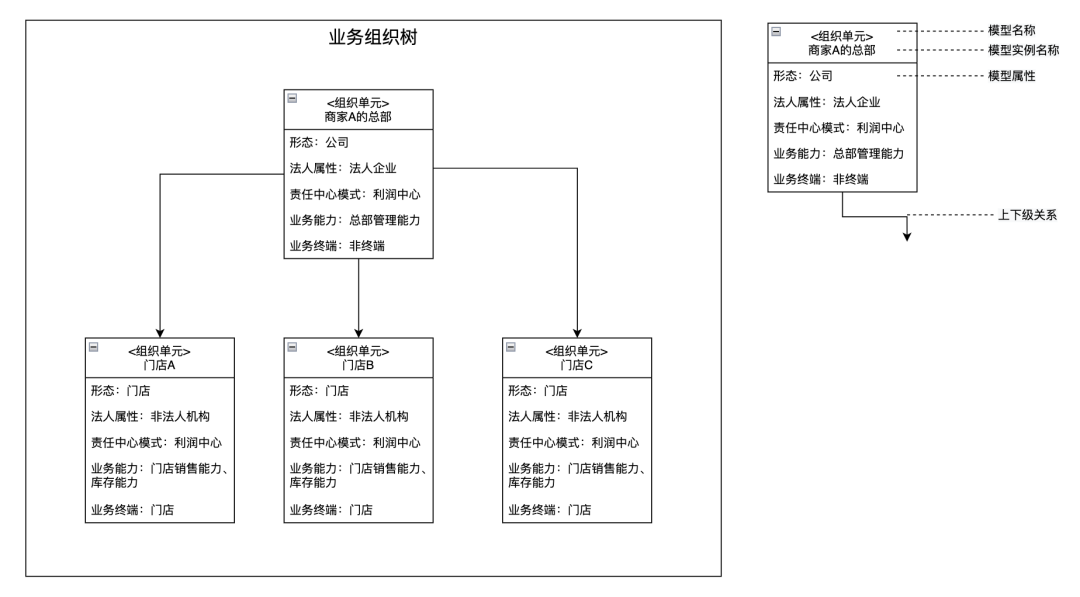 业务组织树
<组织单元>
商家A的总部
形态：公司
法人属性：法人企业
责任中心模式：利润中心
业务能力：总部管理能力
业务终端：非终端
<组织单元>
门店A
形态：门店
法人属性：非法人机构
责任中心模式：利润中心
业务能力：门店销售能力、
库存能力
业务终端：门店
<组织单元>
门店B
形态：门店
法人属性：非法人机构
责任中心模式：利润中心
业务能力：门店销售能力、
库存能力
业务终端：门店
<组织单元>
门店C
形态：门店
法人属性：非法人机构
责任中心模式：利润中心
业务能力：门店销售能力、
库存能力
业务终端：门店
<组织单元>
商家A的总部
形态：公司
法人属性：法人企业
责任中心模式：利润中心
业务能力：总部管理能力
业务终端：非终端
模型名称
模型实例名称
模型属性
上下级关系